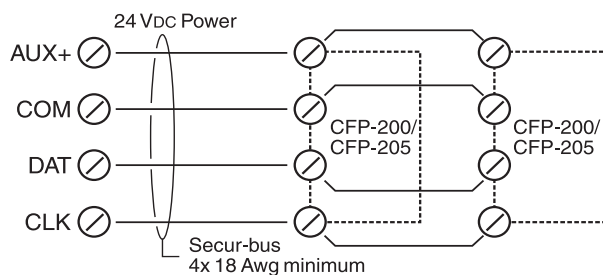 24 VDC Power
AUX+
COM
DAT
CLK
CFP-200/
CFP-205
CFP-200/
CFP-205
Secur-bus
4x 18 Awg minimum